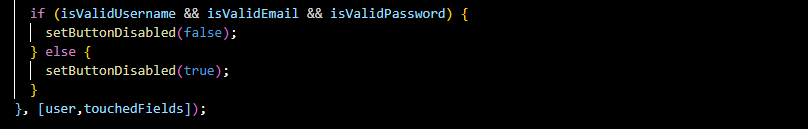 if (isValidUsername && isValidEmail && isValidPassword) {
setButtonDisabled(false);
} else {
setButtonDisabled(true);
}
}, [user,touchedFields]);